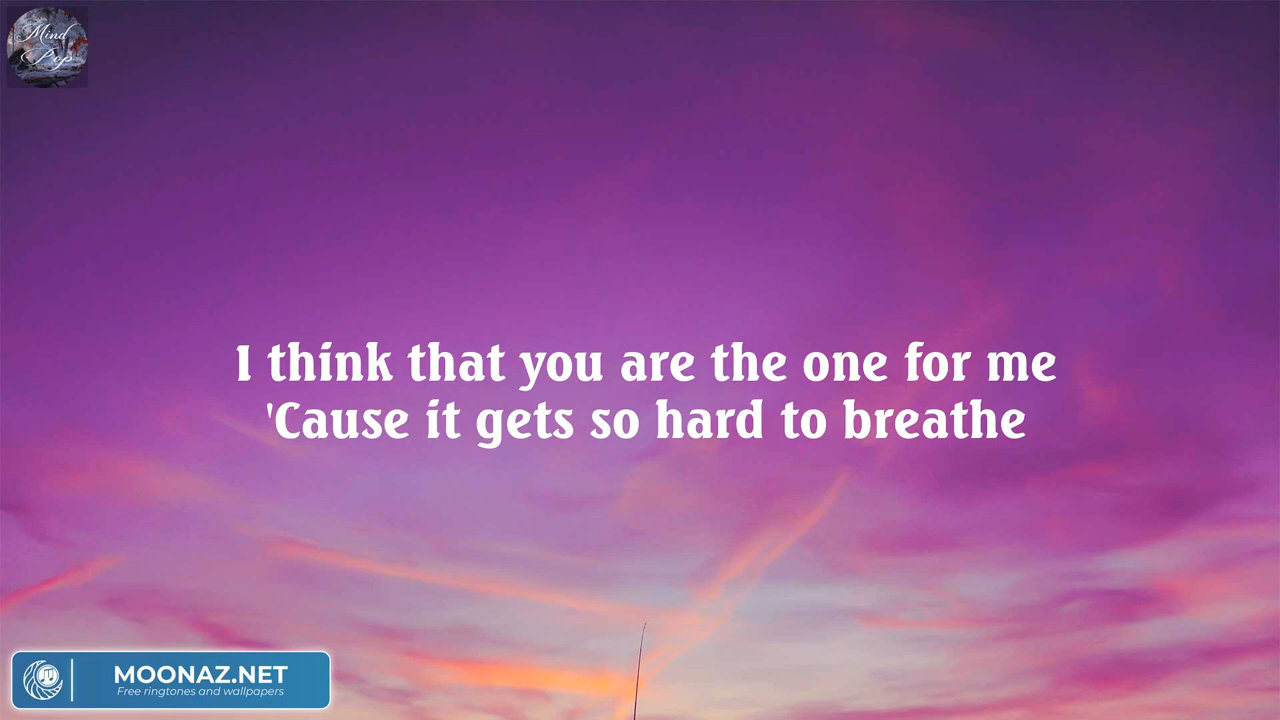 Mind
Pop
I think that you are the one for me
'Cause it gets so hard to breathe
MOONAZ.NET
Free ringtones and wallpapers